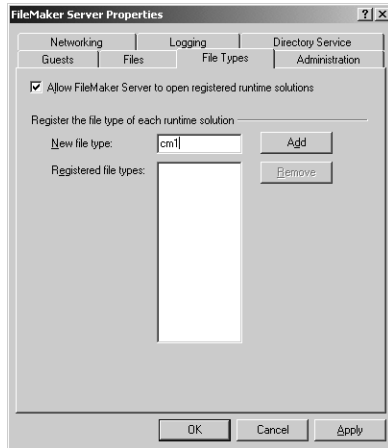 FileMaker Server Properties
Networking Logging Directory Service
Guests Files File Types Administration
Allow FileMaker Server to open registered runtime solutions
Register the file type of each runtime solution
New file type: cm1 Add
Registered file types: Remove
OK Cancel Apply